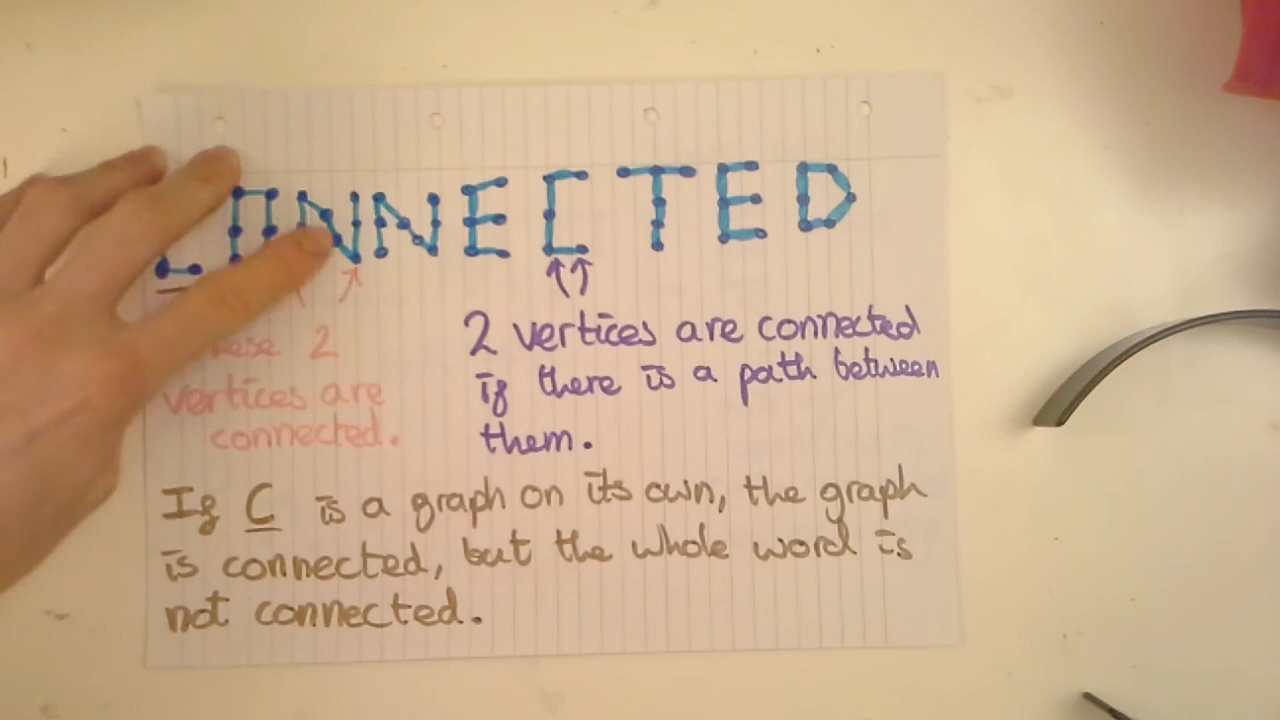 CONNECTED
2
vertices are
connected.
2 vertices are connected
if there is a path between
them.
If C is a graph on its own, the graph
is connected, but the whole word is
not connected.